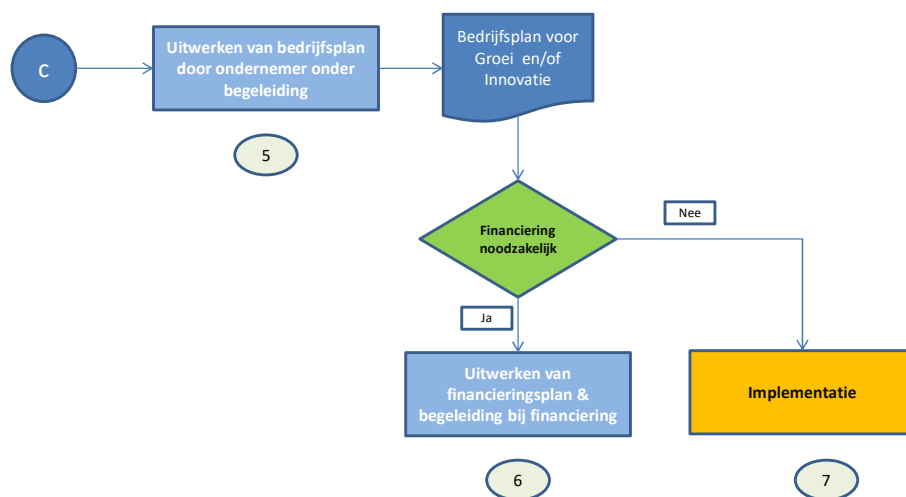 C
Uitwerken van bedrijfsplan
door ondernemer onder
begeleiding
Bedrijfsplan voor
Groei en/of
Innovatie
5
Financiering
noodzakelijk
Nee
Ja
Uitwerken van
financieringsplan &
begeleiding bij financiering
Implementatie
6
7